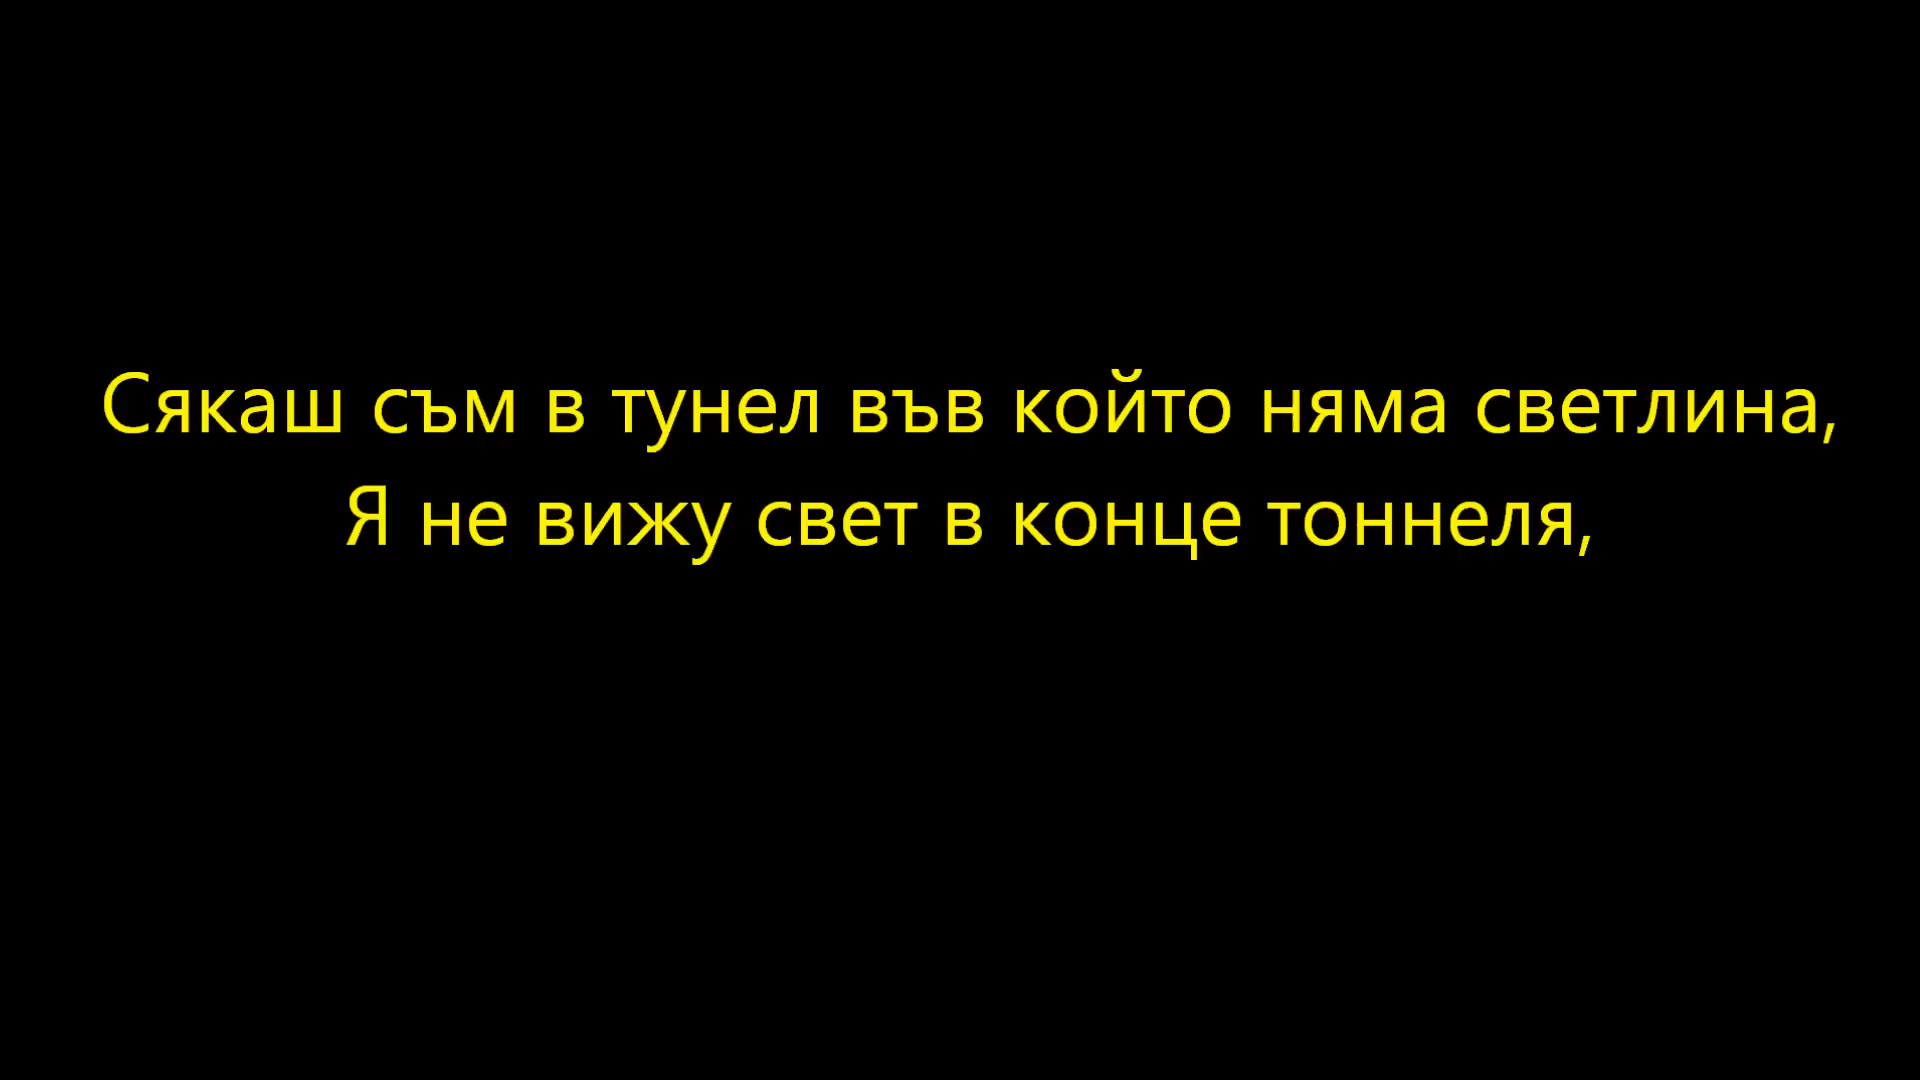 Сякаш съм в тунел във който няма светлина,
Я не вижу свет в конце тоннеля,